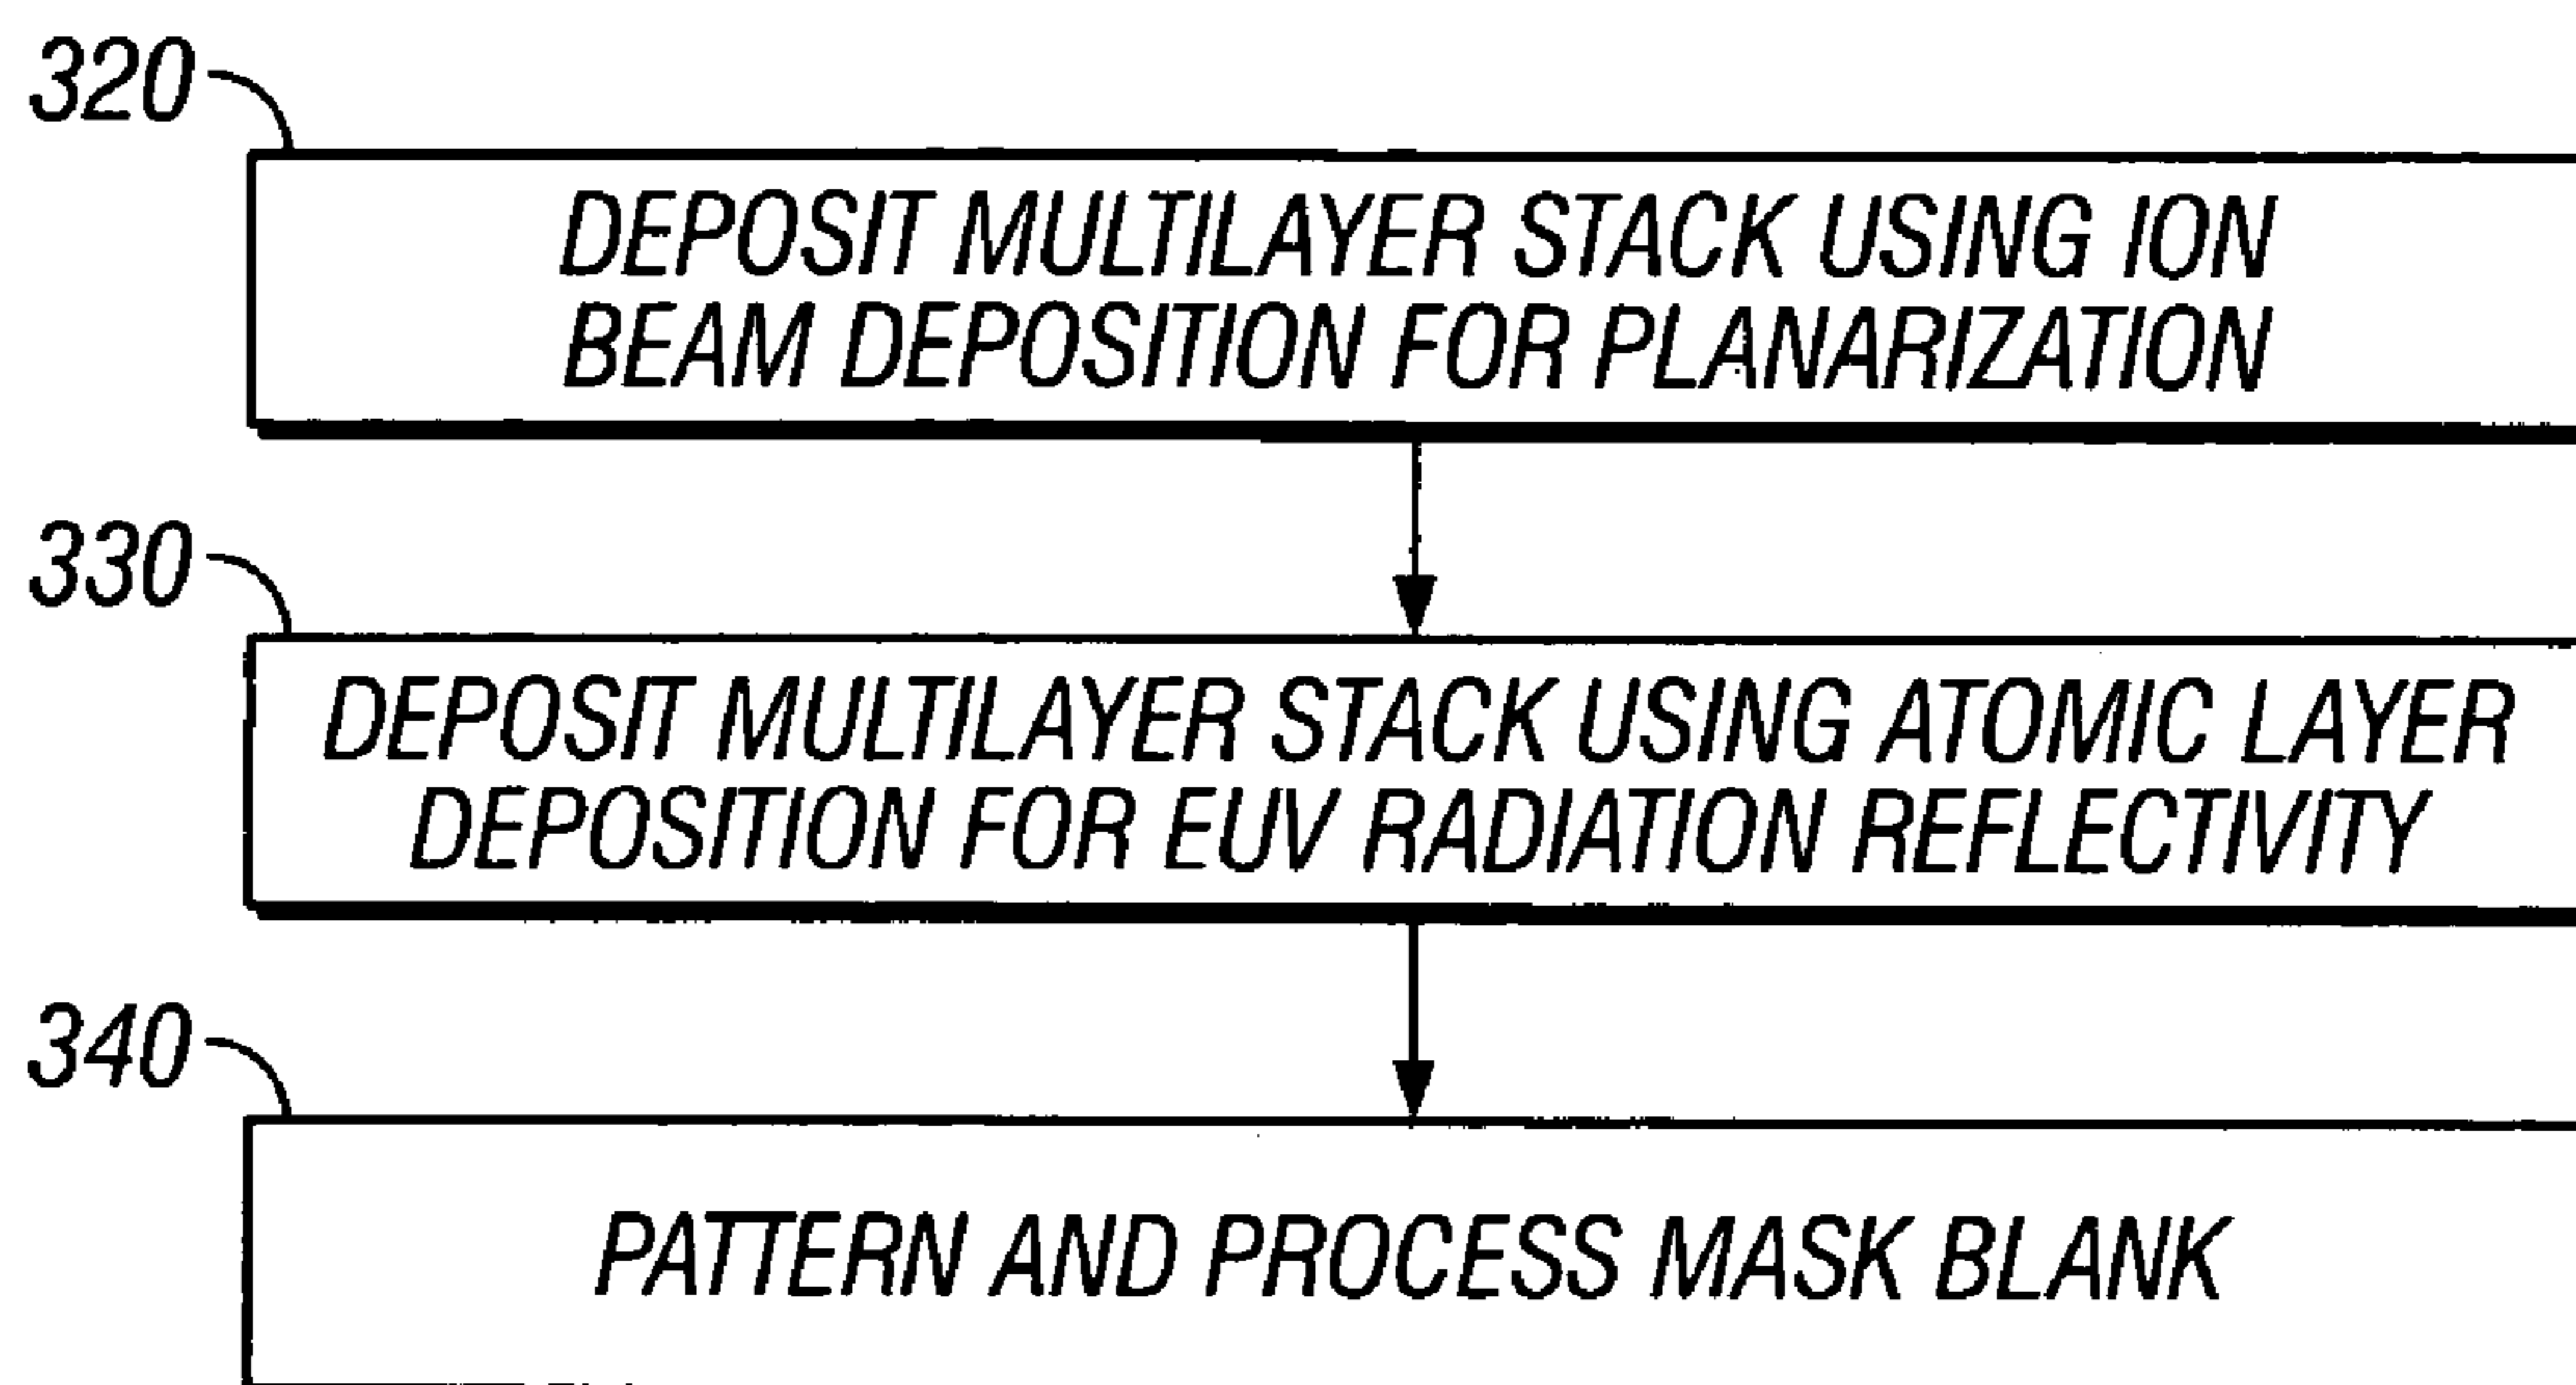 320
DEPOSIT MULTILAYER STACK USING ION
BEAM DEPOSITION FOR PLANARIZATION
330
DEPOSIT MULTILAYER STACK USING ATOMIC LAYER
DEPOSITION FOR EUV RADIATION REFLECTIVITY
340
PATTERN AND PROCESS MASK BLANK